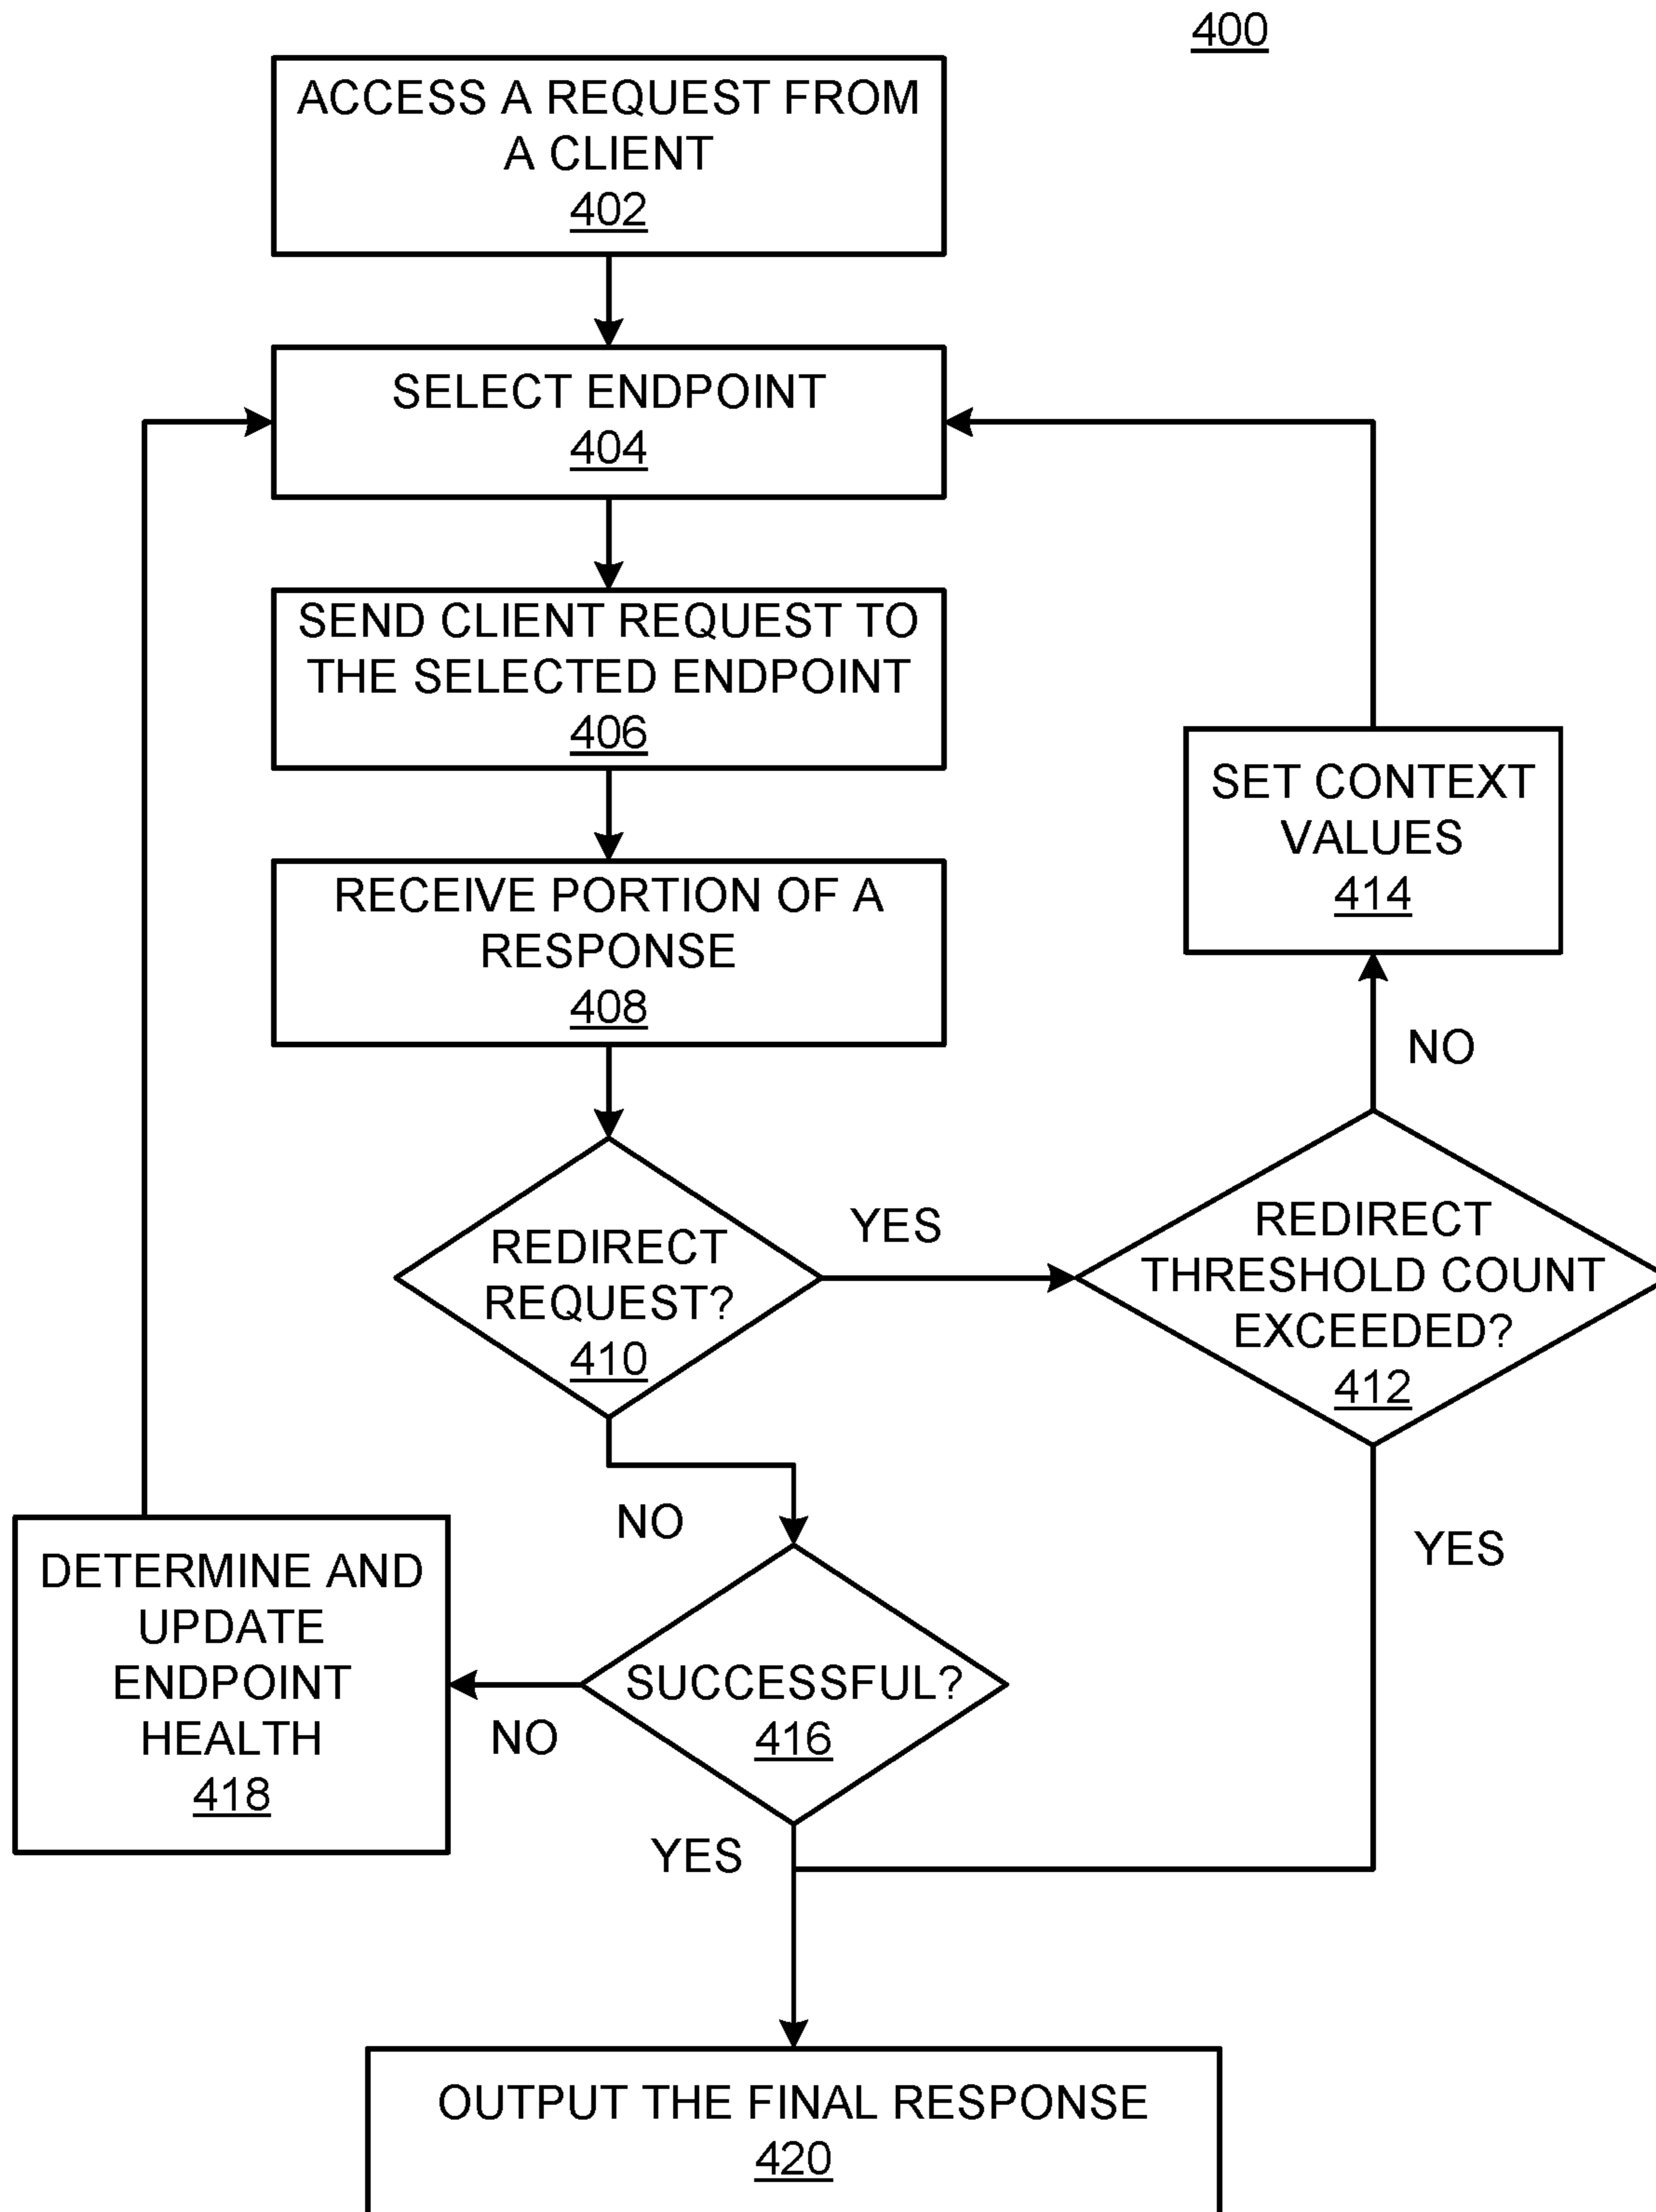 400
ACCESS A REQUEST FROM
A CLIENT
402
SELECT ENDPOINT
404
SEND CLIENT REQUEST TO
THE SELECTED ENDPOINT
406
SET CONTEXT
VALUES
414
RECEIVE PORTION OF A
RESPONSE
408
NO
REDIRECT
REQUEST?
410
YES
REDIRECT
THRESHOLD COUNT
EXCEEDED?
412
NO
YES
DETERMINE AND
UPDATE
ENDPOINT
HEALTH
418
NO
SUCCESSFUL?
416
YES
OUTPUT THE FINAL RESPONSE
420